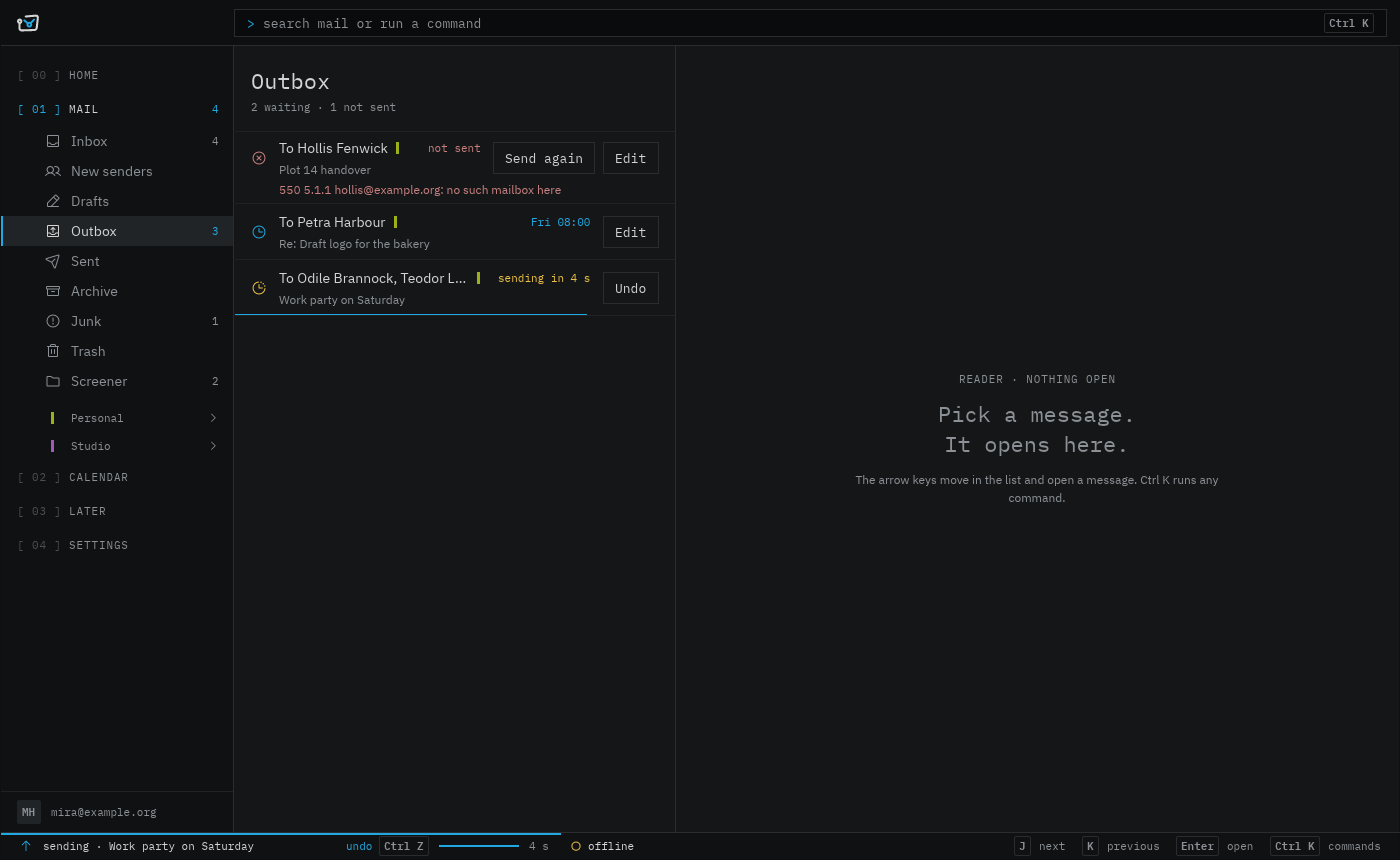 > search mail or run a command Ctrl K
[ 00 ] HOME
[ 01 ] MAIL 4
Inbox 4
New senders
Drafts
Outbox 3
Sent
Archive
Junk 1
Trash
Screener 2
Personal
Studio
[ 02 ] CALENDAR
[ 03 ] LATER
[ 04 ] SETTINGS
MH mira@example.org
Outbox
2 waiting · 1 not sent
To Hollis Fenwick not sent Send again Edit
Plot 14 handover
550 5.1.1 hollis@example.org: no such mailbox here
To Petra Harbour Fri 08:00 Edit
Re: Draft logo for the bakery
To Odile Brannock, Teodor L… sending in 4 s Undo
Work party on Saturday
READER · NOTHING OPEN
Pick a message.
It opens here.
The arrow keys move in the list and open a message. Ctrl K runs any
command.
sending · Work party on Saturday undo Ctrl Z 4 s offline J next K previous Enter open Ctrl K commands